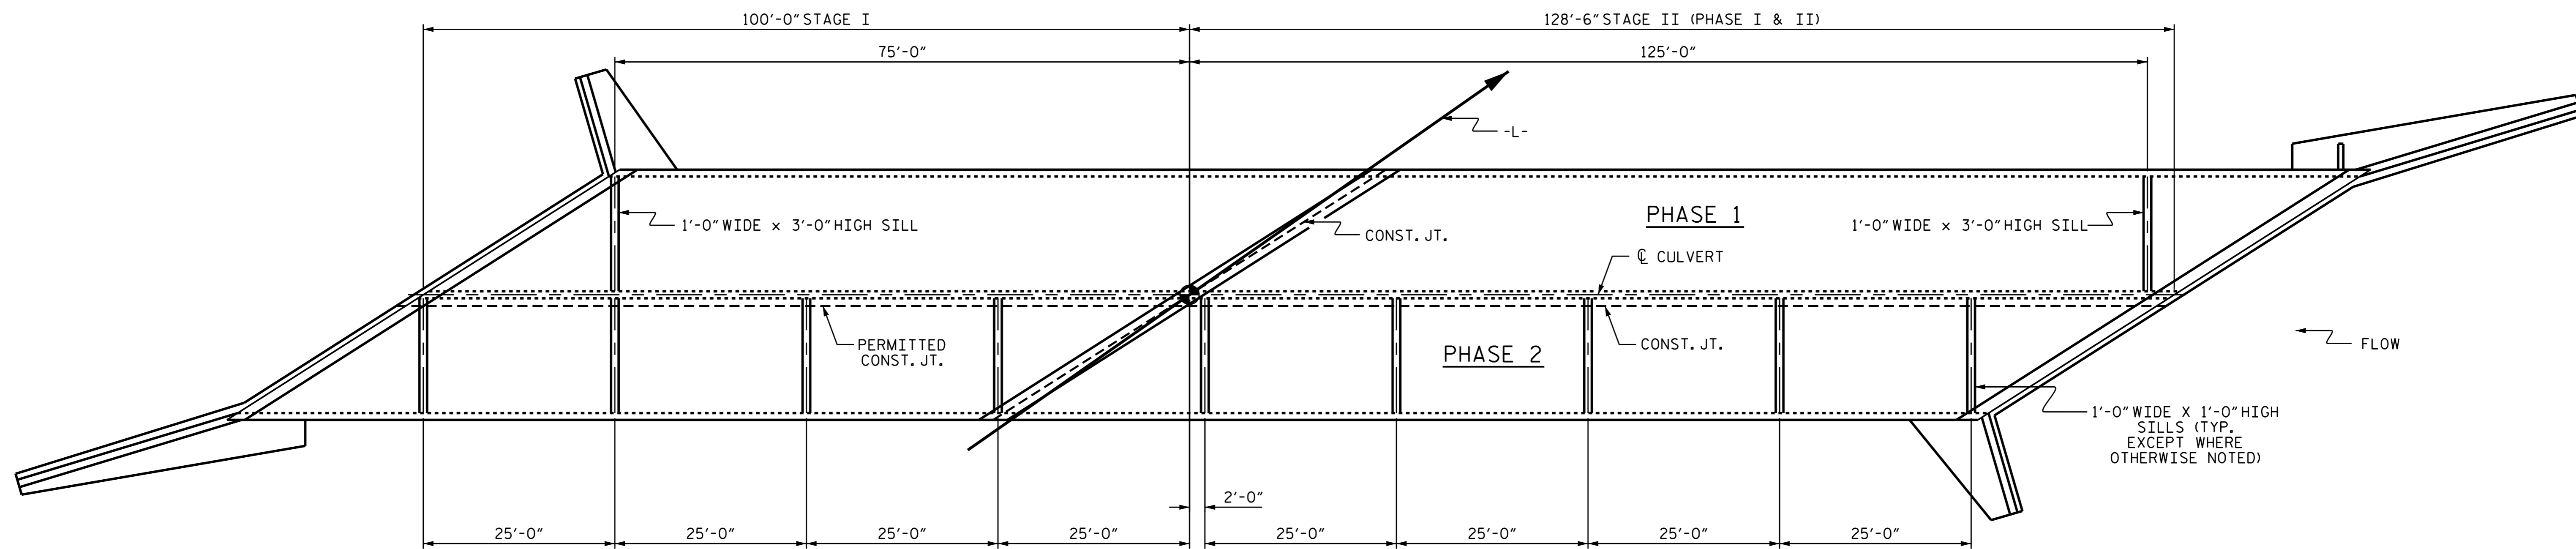 100'-0" STAGE I
128'-6" STAGE II (PHASE I & II)
75'-0"
125'-0"
-L-
1'-0" WIDE x 3'-0" HIGH SILL
CONST. JT.
PHASE 1
1'-0" WIDE x 3'-0" HIGH SILL
℄ CULVERT
PERMITTED
CONST. JT.
PHASE 2
CONST. JT.
FLOW
1'-0" WIDE X 1'-0" HIGH
SILLS (TYP.
EXCEPT WHERE
OTHERWISE NOTED)
2'-0"
25'-0"
25'-0"
25'-0"
25'-0"
25'-0"
25'-0"
25'-0"
25'-0"